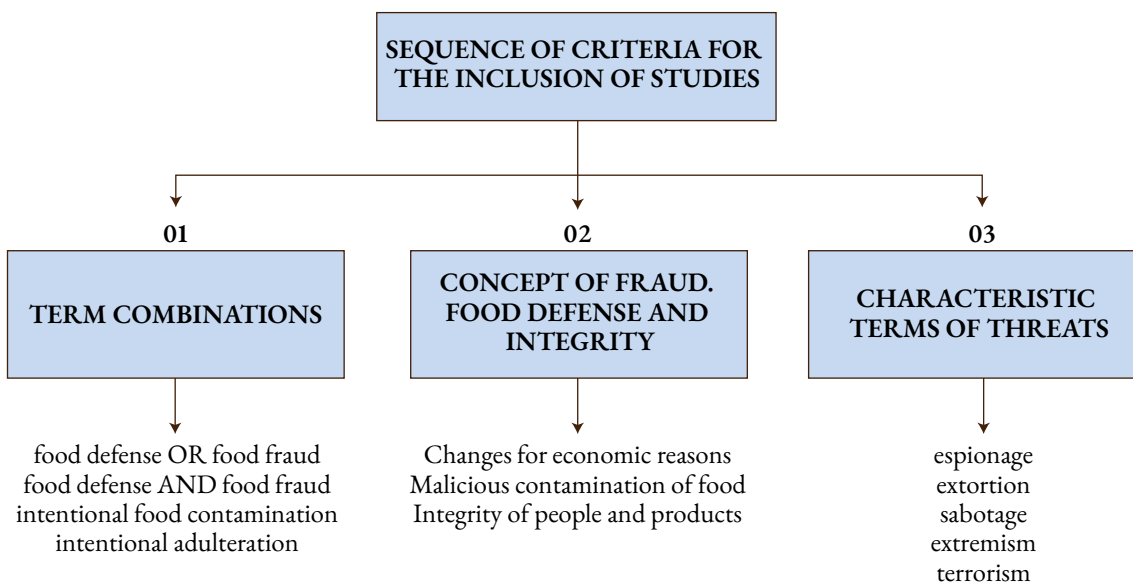 SEQUENCE OF CRITERIA FOR
THE INCLUSION OF STUDIES
01
TERM COMBINATIONS
food defense OR food fraud
food defense AND food fraud
intentional food contamination
intentional adulteration
02
CONCEPT OF FRAUD.
FOOD DEFENSE AND
INTEGRITY
Changes for economic reasons
Malicious contamination of food
Integrity of people and products
03
CHARACTERISTIC
TERMS OF THREATS
espionage
extortion
sabotage
extremism
terrorism